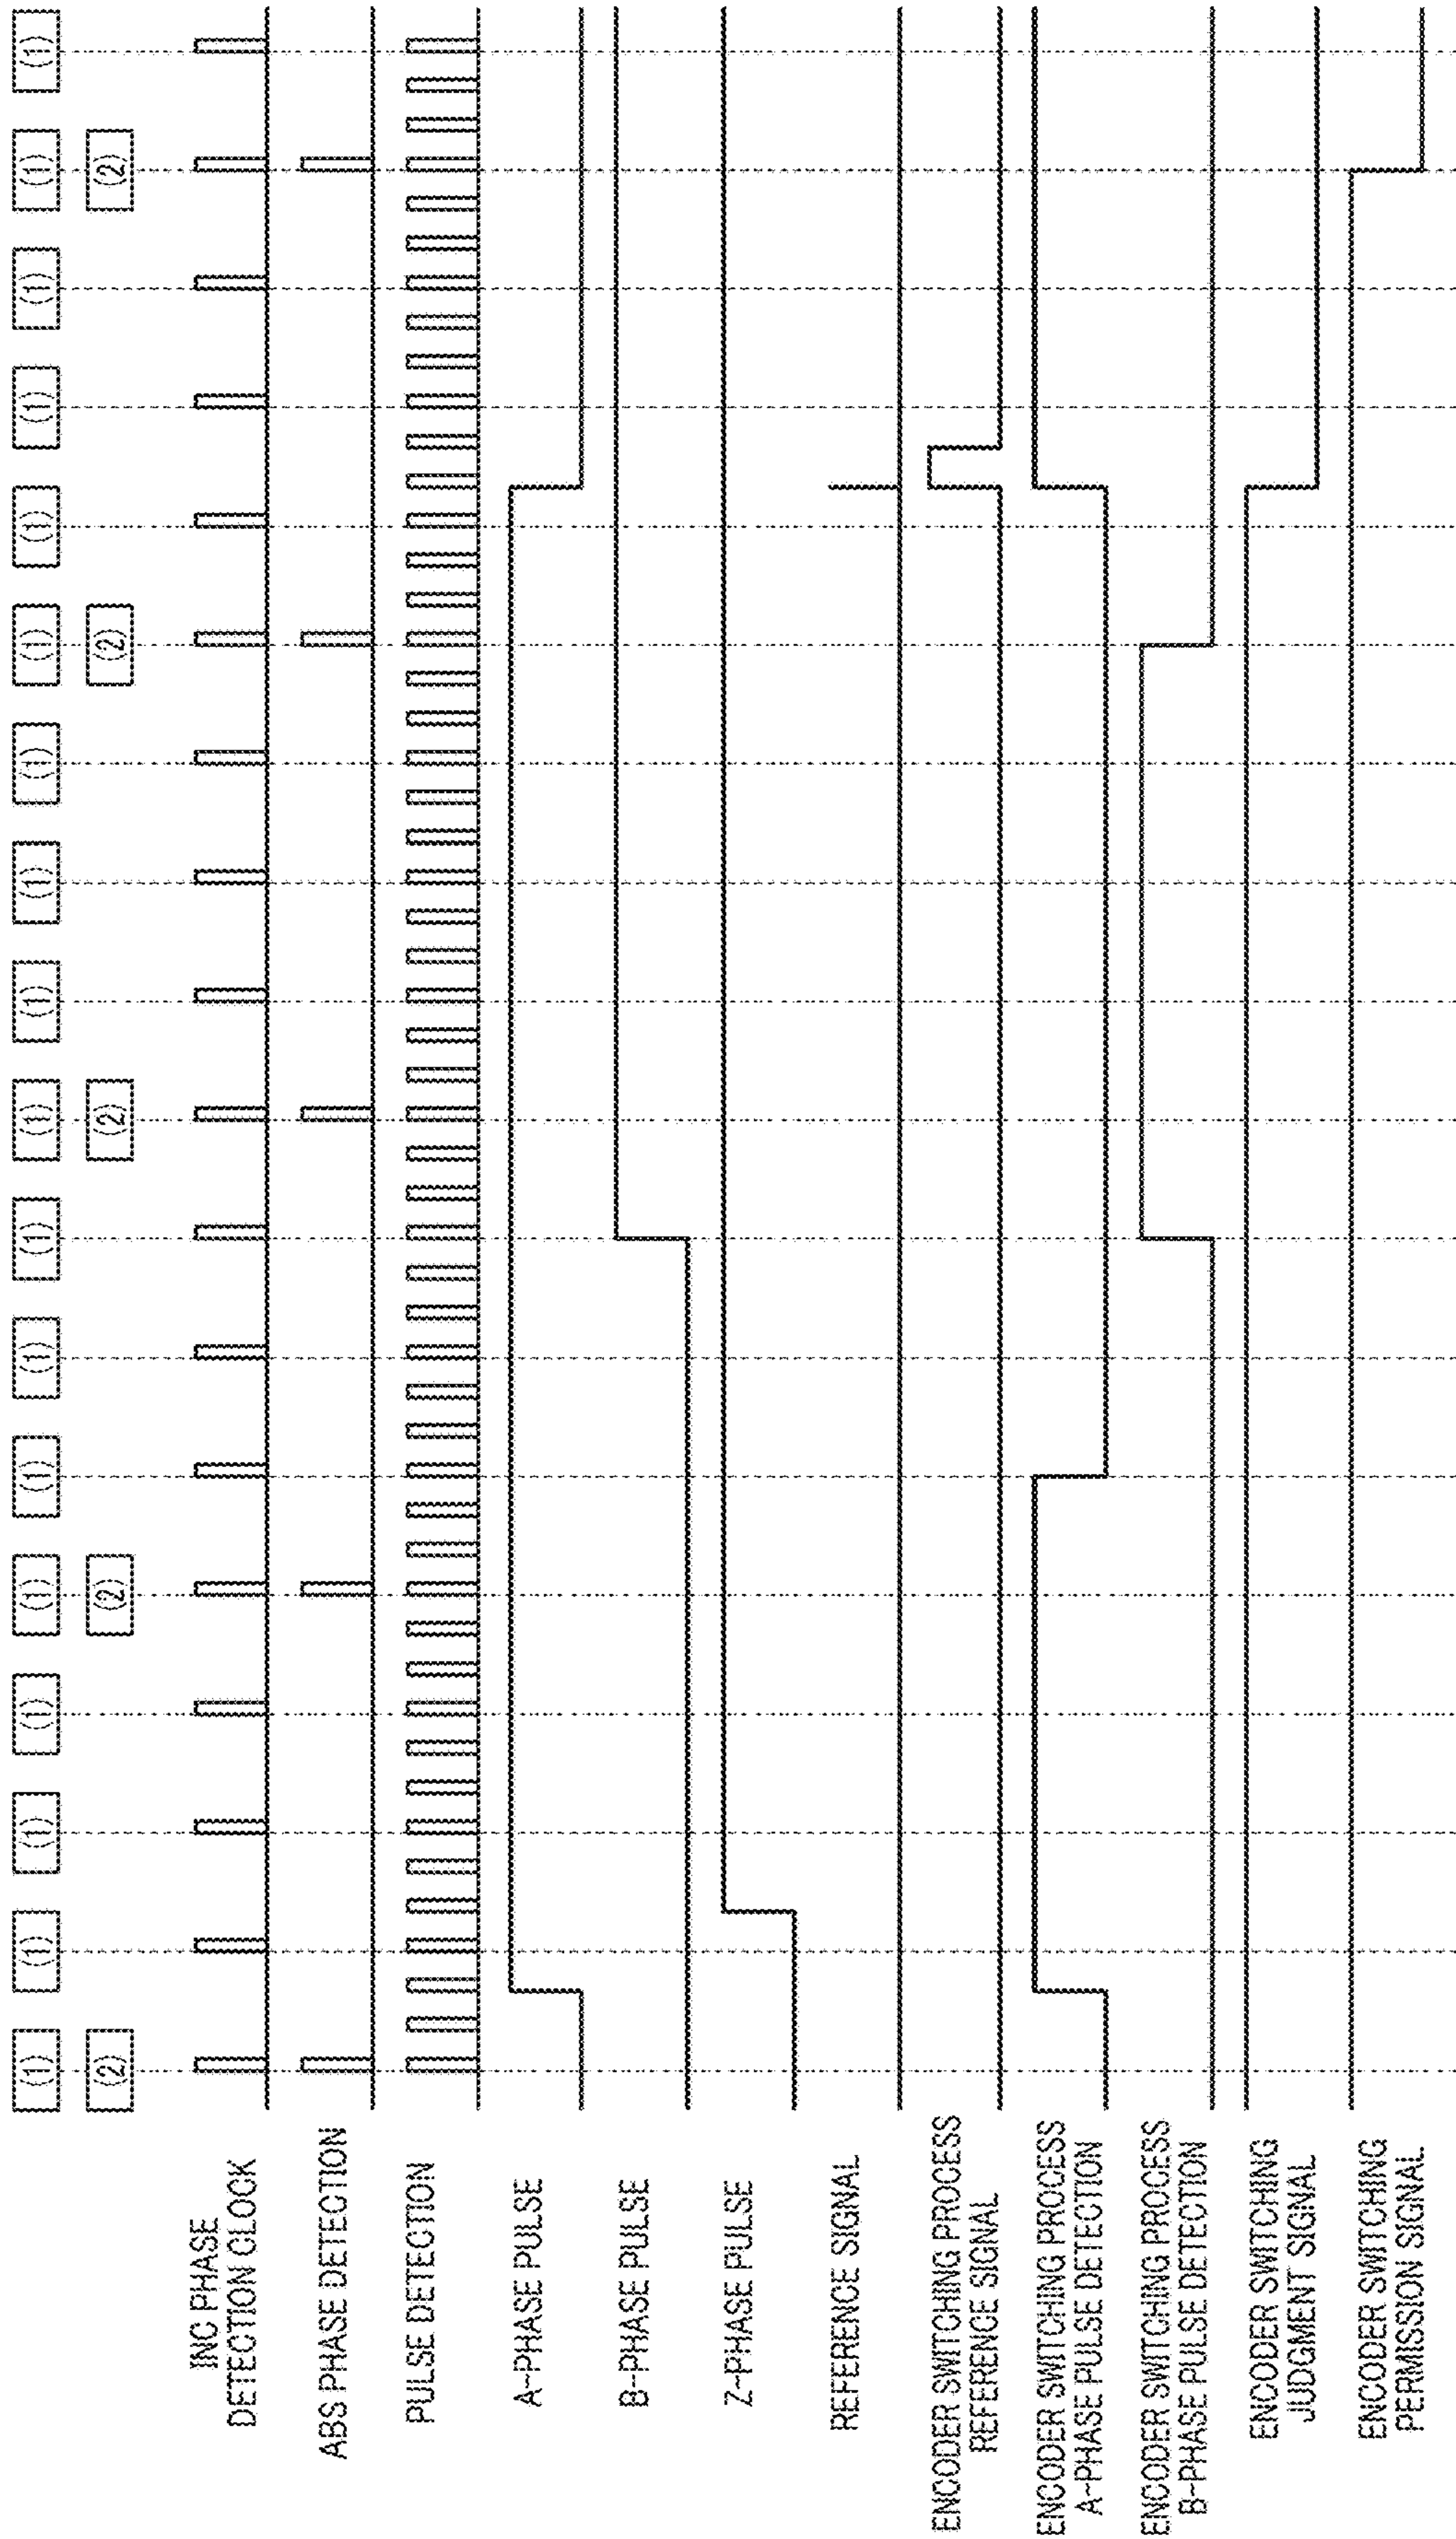 (1) (1) (1) (1) (1) (1) (1) (1) (1) (1) (1) (1) (1) (1) (1) (1) (1) (1)
(2) (2) (2) (2) (2)
INC PHASE
DETECTION CLOCK
ABS PHASE DETECTION
PULSE DETECTION
A-PHASE PULSE
B-PHASE PULSE
Z-PHASE PULSE
REFERENCE SIGNAL
ENCODER SWITCHING PROCESS
REFERENCE SIGNAL
ENCODER SWITCHING PROCESS
A-PHASE PULSE DETECTION
ENCODER SWITCHING PROCESS
B-PHASE PULSE DETECTION
ENCODER SWITCHING
JUDGMENT SIGNAL
ENCODER SWITCHING
PERMISSION SIGNAL